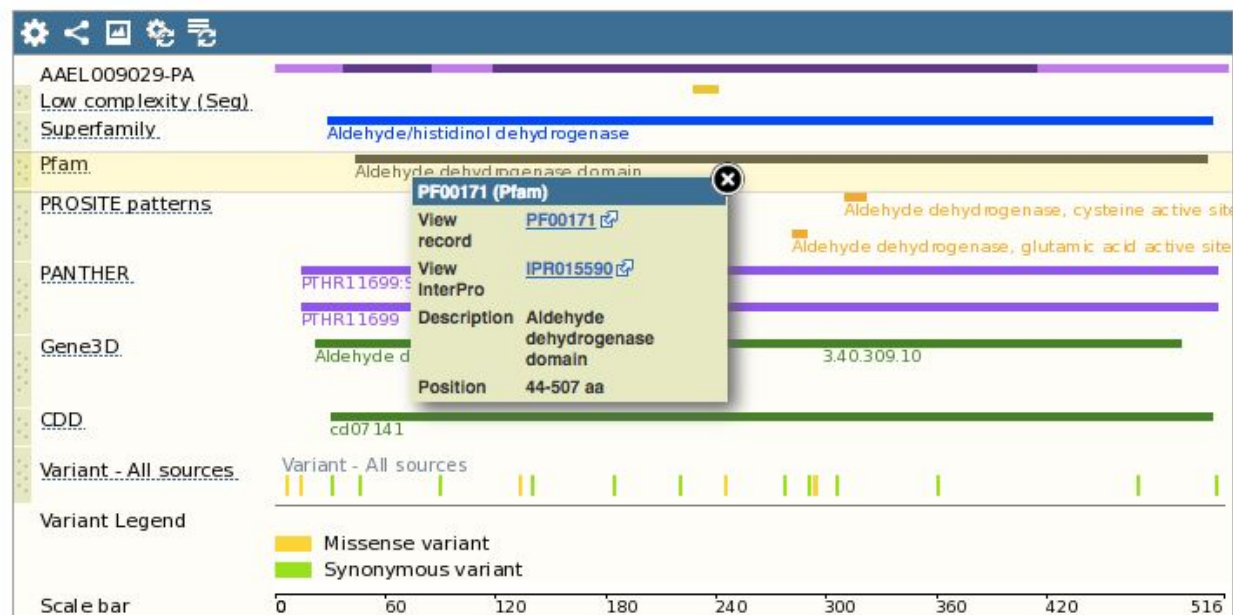 AAEL009029-PA
Low complexity (Seg)
Superfamily
Aldehyde/histidinol dehydrogenase
Pfam
Aldehyde dehydrogenase domain
PF00171 (Pfam)
View record PF00171
View InterPro IPR015590
Description Aldehyde dehydrogenase domain
Position 44-507 aa
PROSITE patterns
Aldehyde dehydrogenase, cysteine active site
Aldehyde dehydrogenase, glutamic acid active site
PANTHER
PTHR11699:S
PTHR11699
Gene3D
Aldehyde d
3.40.309.10
CDD
cd07141
Variant - All sources
Variant - All sources
Variant Legend
Missense variant
Synonymous variant
Scale bar 0 60 120 180 240 300 360 420 516